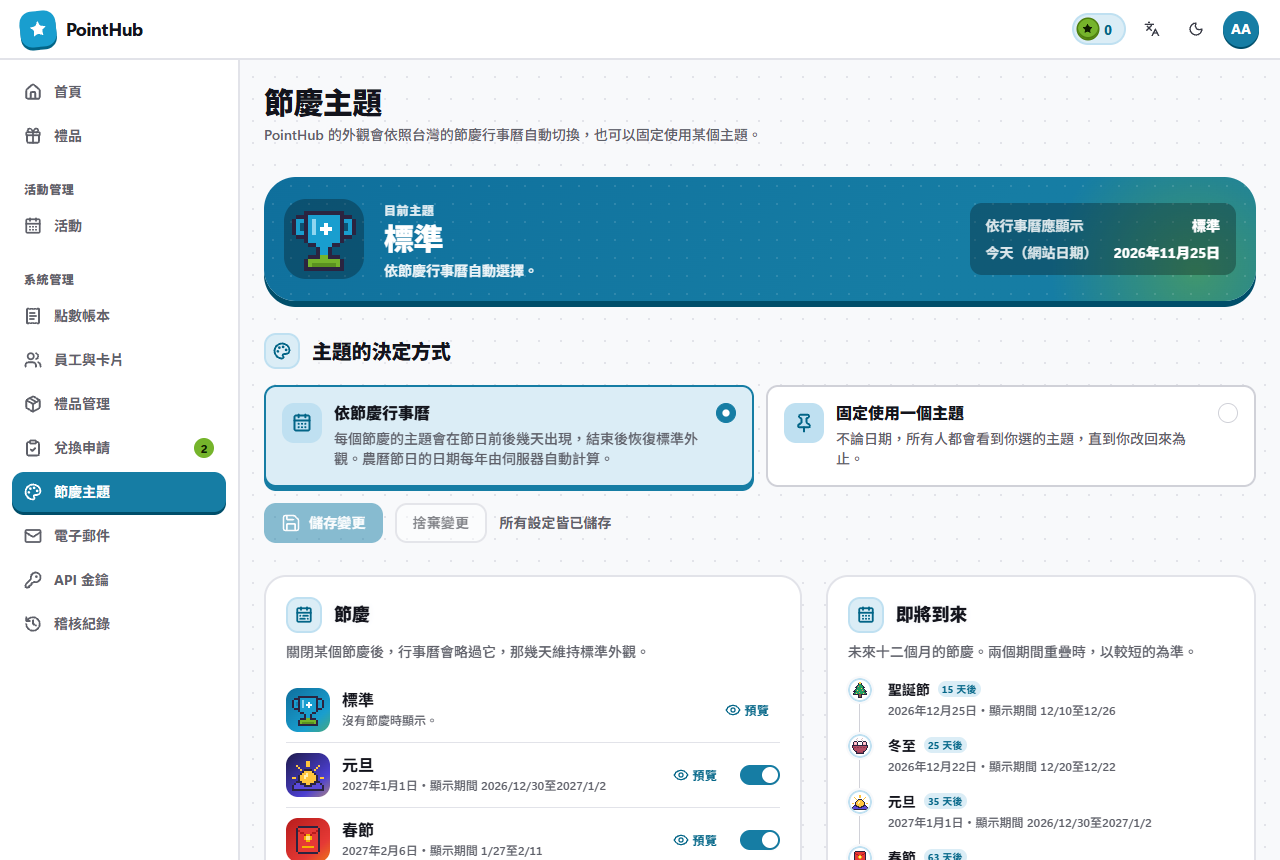 PointHub
0
AA
首頁
禮品
活動管理
活動
系統管理
點數帳本
員工與卡片
禮品管理
兌換申請
2
節慶主題
電子郵件
API 金鑰
稽核紀錄
節慶主題
PointHub 的外觀會依照台灣的節慶行事曆自動切換，也可以固定使用某個主題。
目前主題
標準
依節慶行事曆自動選擇。
依行事曆應顯示 標準
今天（網站日期） 2026年11月25日
主題的決定方式
依節慶行事曆
每個節慶的主題會在節日前後幾天出現，結束後恢復標準外
觀。農曆節日的日期每年由伺服器自動計算。
固定使用一個主題
不論日期，所有人都會看到你選的主題，直到你改回來為
止。
儲存變更
捨棄變更
所有設定皆已儲存
節慶
關閉某個節慶後，行事曆會略過它，那幾天維持標準外觀。
標準
沒有節慶時顯示。
預覽
元旦
2027年1月1日・顯示期間 2026/12/30至2027/1/2
預覽
春節
2027年2月6日・顯示期間 1/27至2/11
預覽
即將到來
未來十二個月的節慶。兩個期間重疊時，以較短的為準。
聖誕節 15 天後
2026年12月25日・顯示期間 12/10至12/26
冬至 25 天後
2026年12月22日・顯示期間 12/20至12/22
元旦 35 天後
2027年1月1日・顯示期間 2026/12/30至2027/1/2
春節 63 天後